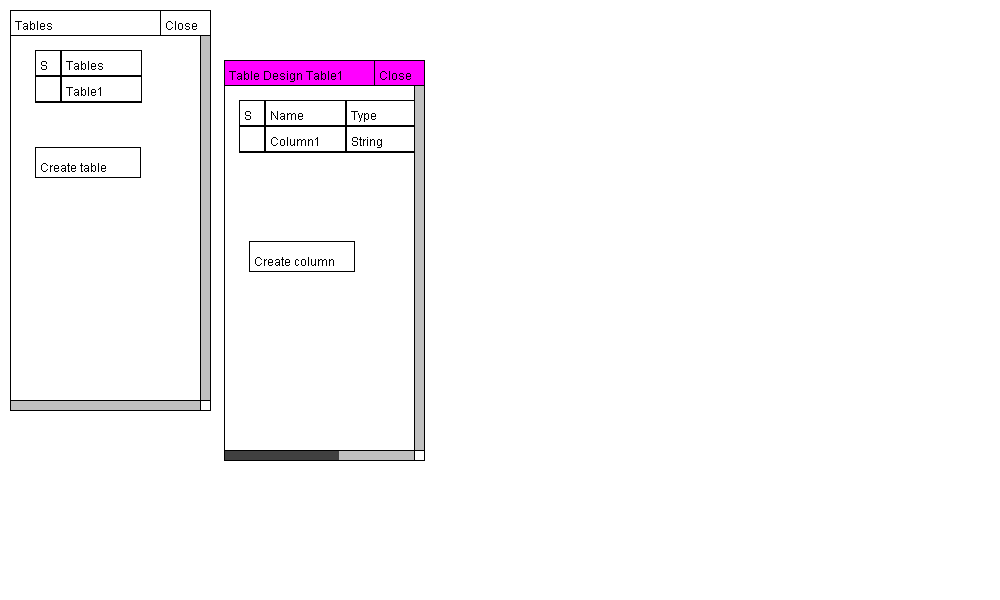 Tables Close
S Tables
Table1
Create table
Table Design Table1 Close
S Name Type
Column1 String
Create column